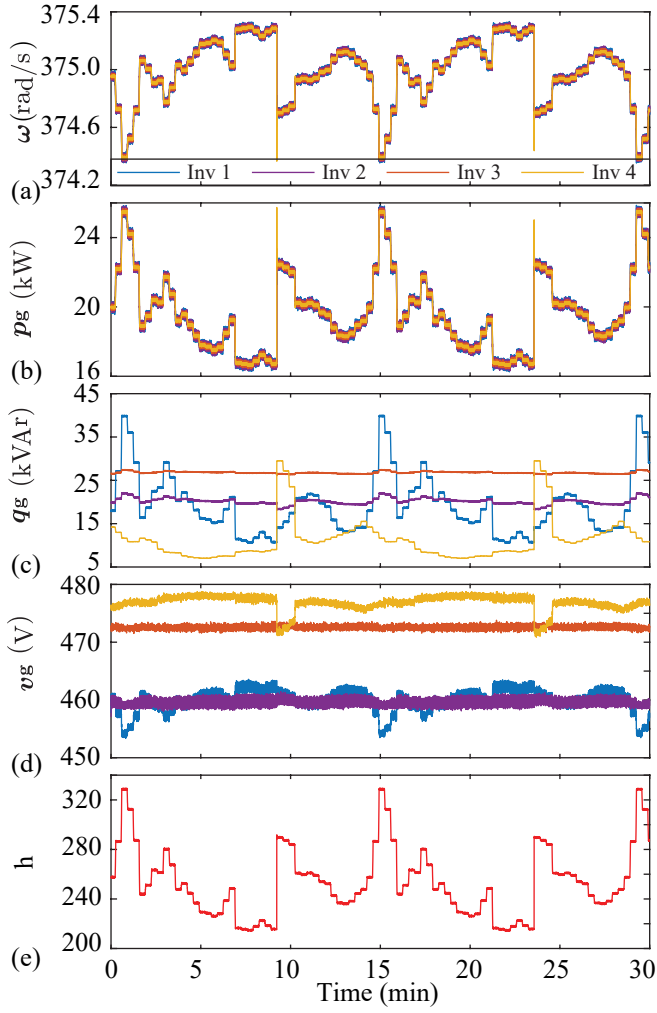 375.4
375.0
374.6
374.2
ω(rad/s)
Inv 1 Inv 2 Inv 3 Inv 4
(a)
24
20
16
pg (kW)
(b)
45
35
25
15
5
qg (kVAr)
(c)
480
470
460
450
vg (V)
(d)
320
280
240
200
h
(e)
0 5 10 15 20 25 30
Time (min)